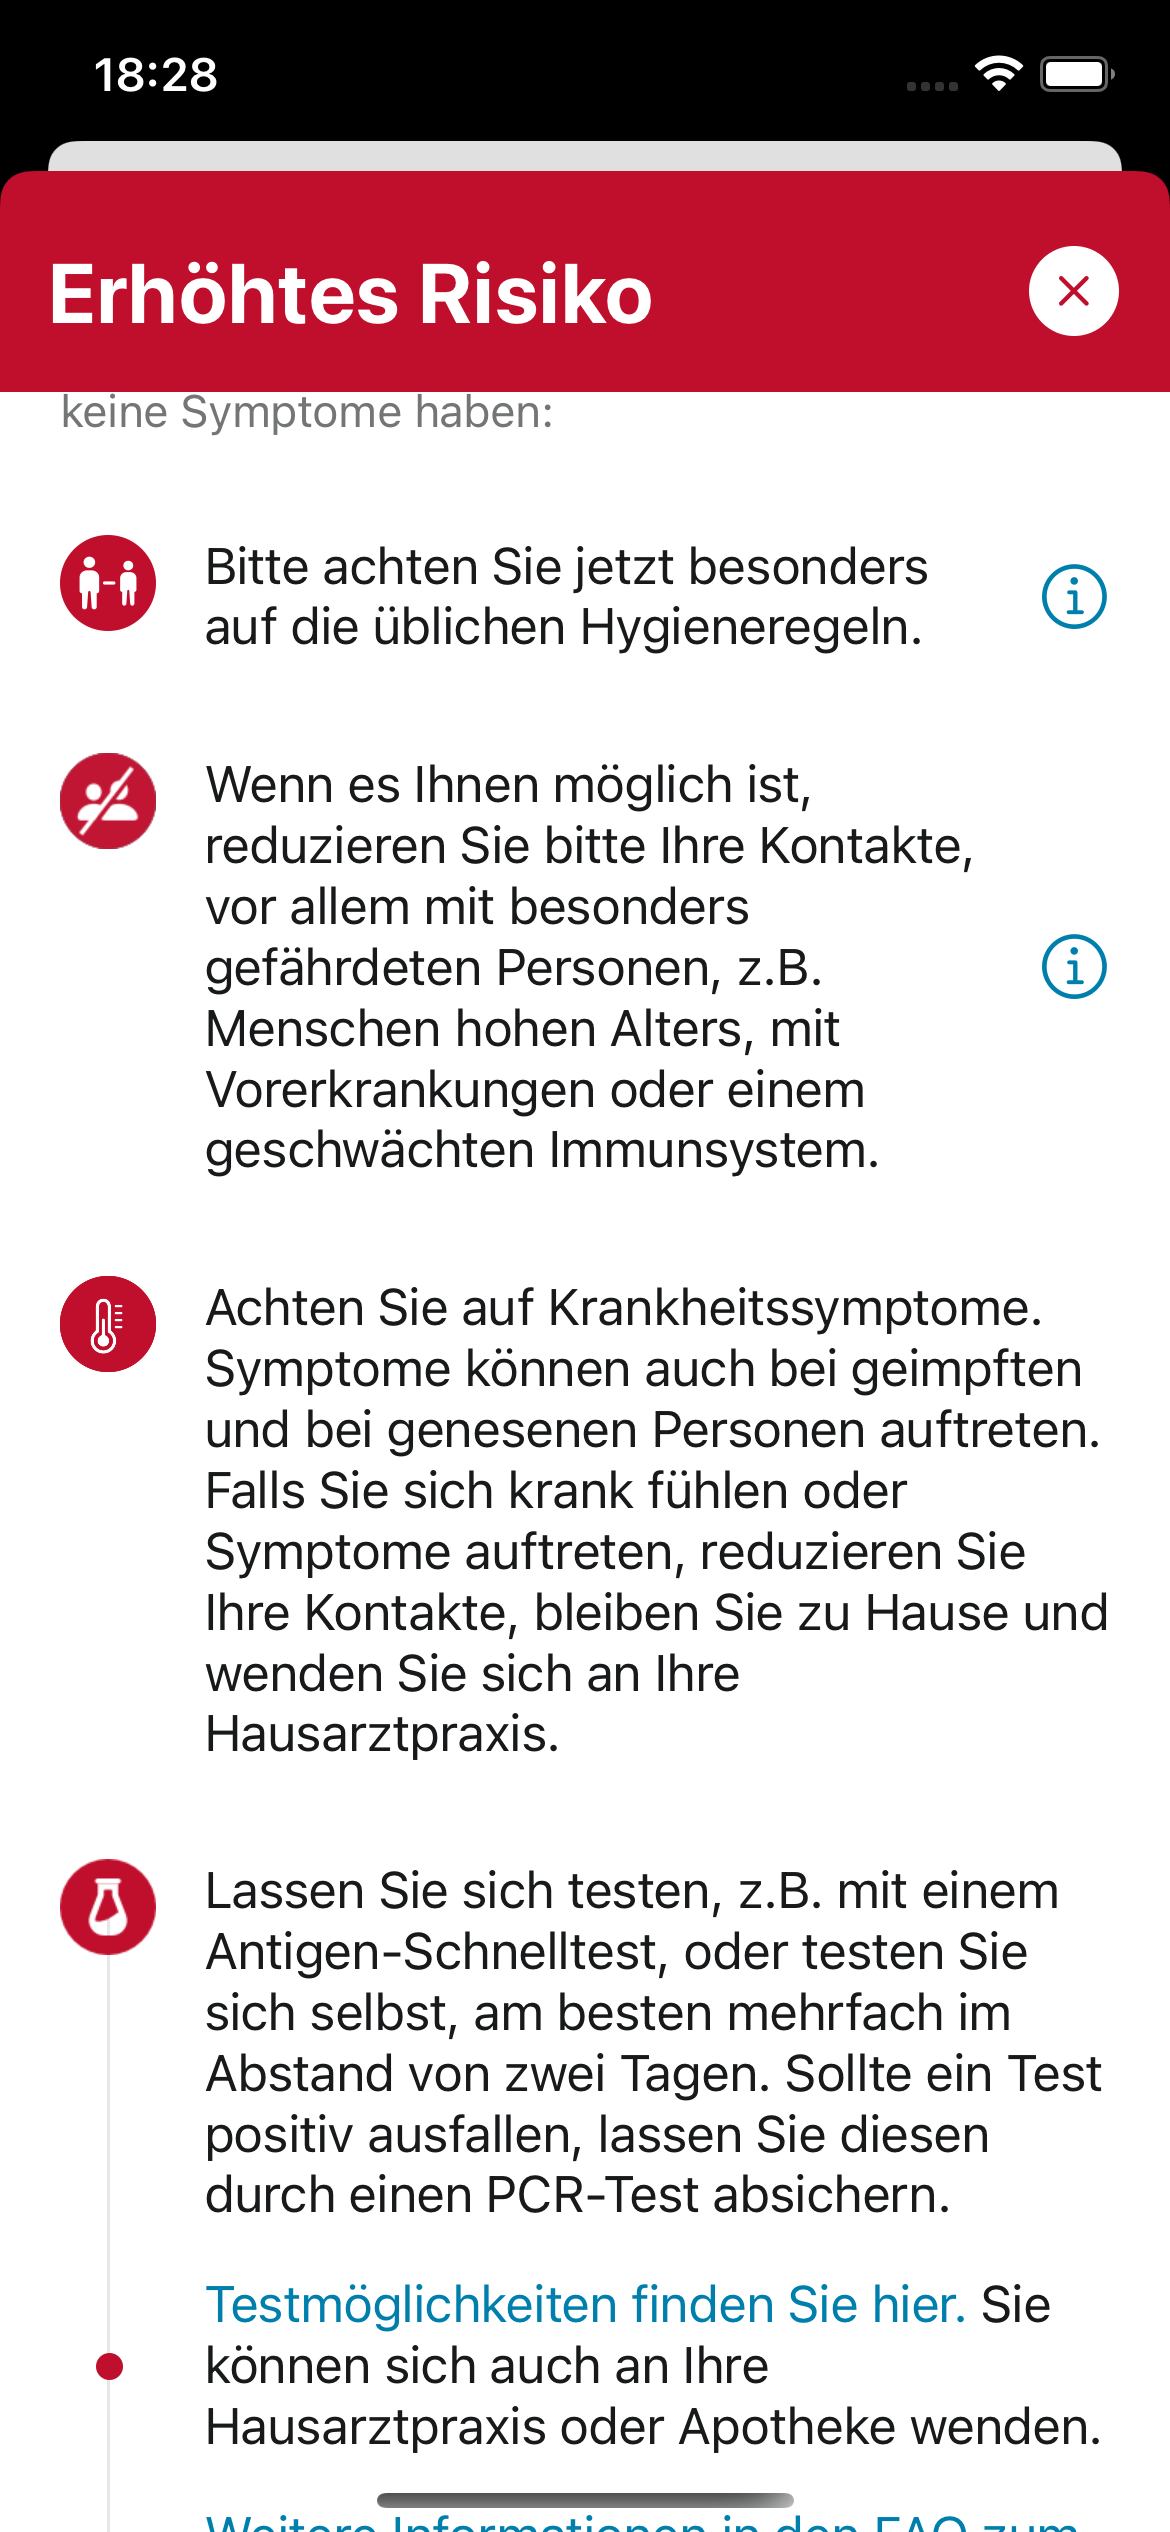 18:28
Erhöhtes Risiko
keine Symptome haben:
Bitte achten Sie jetzt besonders
auf die üblichen Hygieneregeln.
Wenn es Ihnen möglich ist,
reduzieren Sie bitte Ihre Kontakte,
vor allem mit besonders
gefährdeten Personen, z.B.
Menschen hohen Alters, mit
Vorerkrankungen oder einem
geschwächten Immunsystem.
Achten Sie auf Krankheitssymptome.
Symptome können auch bei geimpften
und bei genesenen Personen auftreten.
Falls Sie sich krank fühlen oder
Symptome auftreten, reduzieren Sie
Ihre Kontakte, bleiben Sie zu Hause und
wenden Sie sich an Ihre
Hausarztpraxis.
Lassen Sie sich testen, z.B. mit einem
Antigen-Schnelltest, oder testen Sie
sich selbst, am besten mehrfach im
Abstand von zwei Tagen. Sollte ein Test
positiv ausfallen, lassen Sie diesen
durch einen PCR-Test absichern.
Testmöglichkeiten finden Sie hier. Sie
können sich auch an Ihre
Hausarztpraxis oder Apotheke wenden.
Weitere Informationen in den FAQ zum